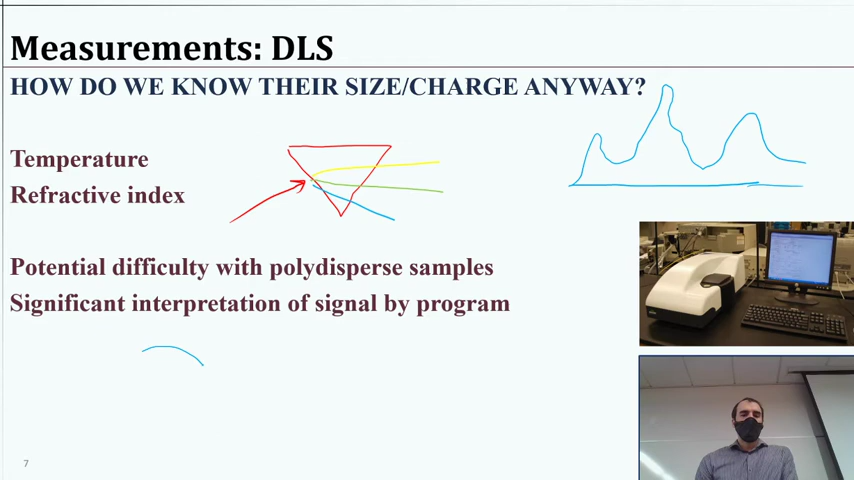 Measurements: DLS
HOW DO WE KNOW THEIR SIZE/CHARGE ANYWAY?
Temperature
Refractive index
Potential difficulty with polydisperse samples
Significant interpretation of signal by program
7